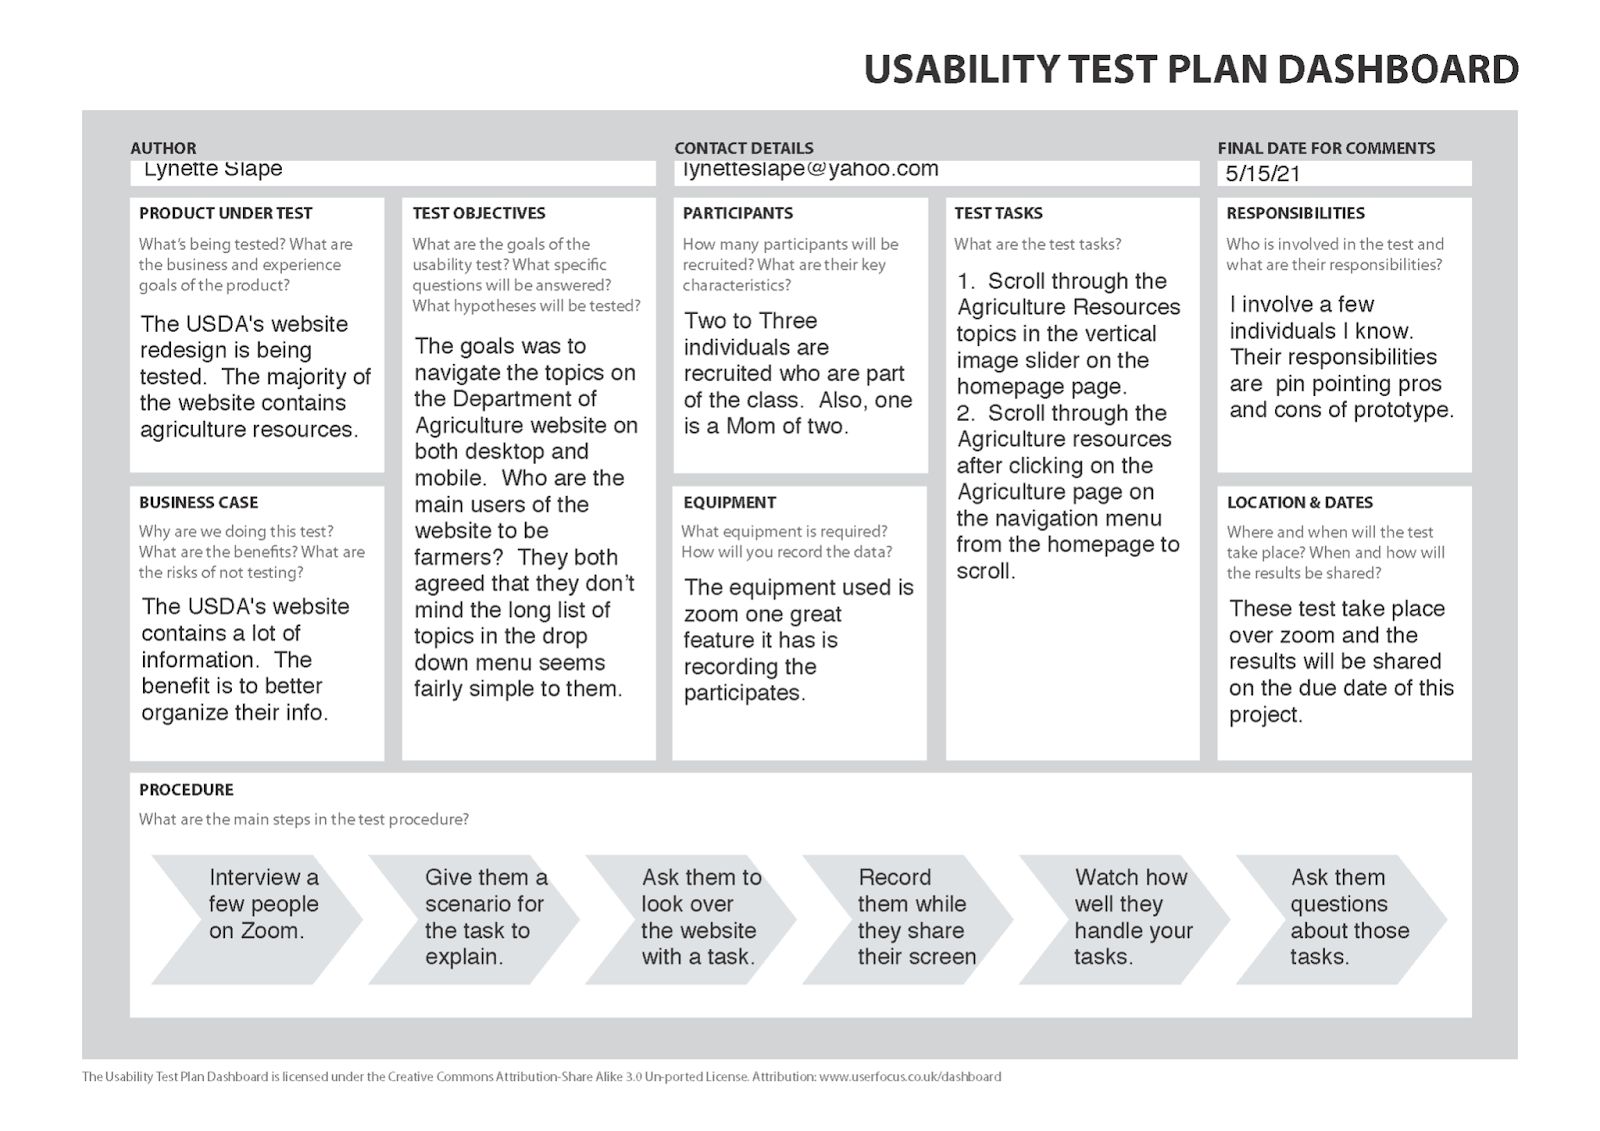 USABILITY TEST PLAN DASHBOARD
AUTHOR
Lynette Slape
CONTACT DETAILS
lynetteslape@yahoo.com
FINAL DATE FOR COMMENTS
5/15/21
PRODUCT UNDER TEST
What's being tested? What are
the business and experience
goals of the product?
The USDA's website
redesign is being
tested.  The majority of
the website contains
agriculture resources.
BUSINESS CASE
Why are we doing this test?
What are the benefits? What are
the risks of not testing?
The USDA's website
contains a lot of
information.  The
benefit is to better
organize their info.
TEST OBJECTIVES
What are the goals of the
usability test? What specific
questions will be answered?
What hypotheses will be tested?
The goals was to
navigate the topics on
the Department of
Agriculture website on
both desktop and
mobile.  Who are the
main users of the
website to be
farmers?  They both
agreed that they don't
mind the long list of
topics in the drop
down menu seems
fairly simple to them.
PARTICIPANTS
How many participants will be
recruited? What are their key
characteristics?
Two to Three
individuals are
recruited who are part
of the class.  Also, one
is a Mom of two.
EQUIPMENT
What equipment is required?
How will you record the data?
The equipment used is
zoom one great
feature it has is
recording the
participates.
TEST TASKS
What are the test tasks?
1.  Scroll through the
Agriculture Resources
topics in the vertical
image slider on the
homepage page.
2.  Scroll through the
Agriculture resources
after clicking on the
Agriculture page on
the navigation menu
from the homepage to
scroll.
RESPONSIBILITIES
Who is involved in the test and
what are their responsibilities?
I involve a few
individuals I know.
Their responsibilities
are  pin pointing pros
and cons of prototype.
LOCATION & DATES
Where and when will the test
take place? When and how will
the results be shared?
These test take place
over zoom and the
results will be shared
on the due date of this
project.
PROCEDURE
What are the main steps in the test procedure?
Interview a
few people
on Zoom.
Give them a
scenario for
the task to
explain.
Ask them to
look over
the website
with a task.
Record
them while
they share
their screen
Watch how
well they
handle your
tasks.
Ask them
questions
about those
tasks.
The Usability Test Plan Dashboard is licensed under the Creative Commons Attribution-Share Alike 3.0 Un-ported License. Attribution: www.userfocus.co.uk/dashboard